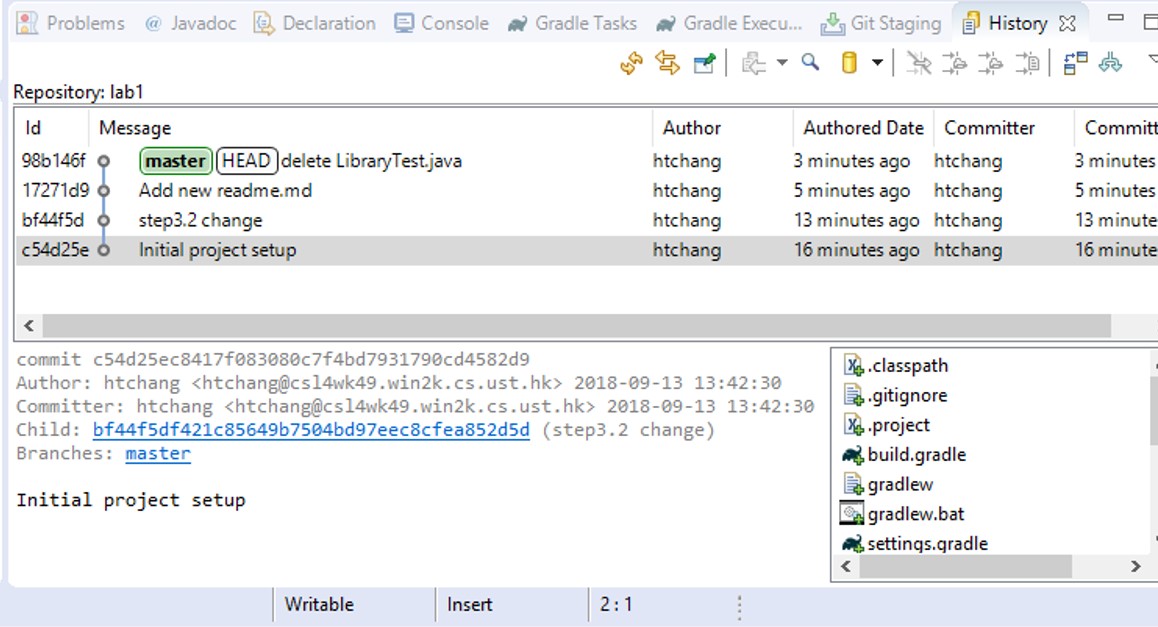 Problems @ Javadoc Declaration Console Gradle Tasks Gradle Execu... Git Staging History
Repository: lab1
Id Message Author Authored Date Committer Committ
98b146f master HEAD delete LibraryTest.java htchang 3 minutes ago htchang 3 minutes
17271d9 Add new readme.md htchang 5 minutes ago htchang 5 minutes
bf44f5d step3.2 change htchang 13 minutes ago htchang 13 minute
c54d25e Initial project setup htchang 16 minutes ago htchang 16 minute
commit c54d25ec8417f083080c7f4bd7931790cd4582d9
Author: htchang <htchang@csl4wk49.win2k.cs.ust.hk> 2018-09-13 13:42:30
Committer: htchang <htchang@csl4wk49.win2k.cs.ust.hk> 2018-09-13 13:42:30
Child: bf44f5df421c85649b7504bd97eec8cfea852d5d (step3.2 change)
Branches: master
Initial project setup
.classpath
.gitignore
.project
build.gradle
gradlew
gradlew.bat
settings.gradle
Writable Insert 2 : 1